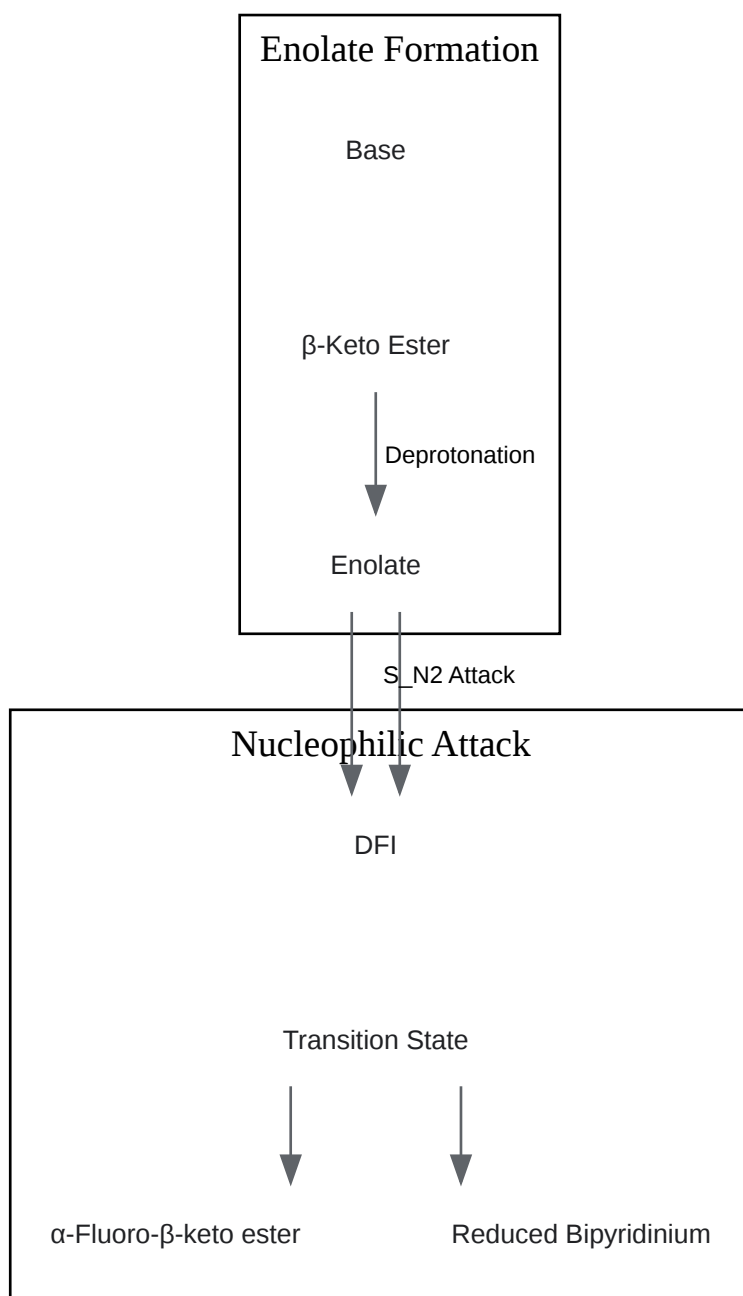 Enolate Formation
Base
β-Keto Ester
Deprotonation
Enolate
S_N2 Attack
Nucleophilic Attack
DFI
Transition State
α-Fluoro-β-keto ester
Reduced Bipyridinium